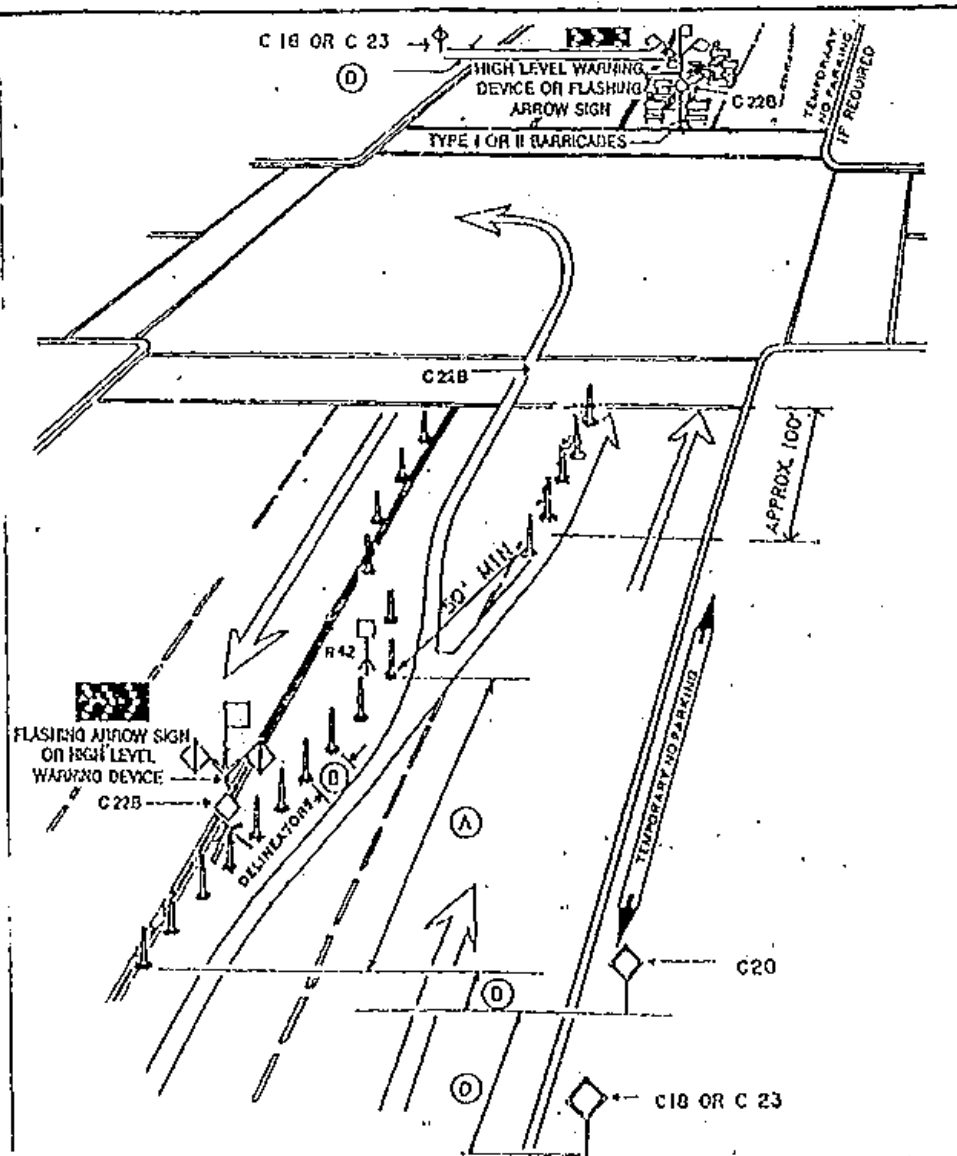 C 18 OR C 23
D
HIGH LEVEL WARNING
DEVICE OR FLASHING
ARROW SIGN
C 22B
TEMPORARY
NO PARKING
IF REQUIRED
TYPE I OR II BARRICADES
C 22B
APPROX. 100'
50' MIN.
R 42
FLASHING ARROW SIGN
OR HIGH LEVEL
WARNING DEVICE
C 22B
DELINEATORS
B
A
TEMPORARY NO PARKING
C20
D
D
C18 OR C 23